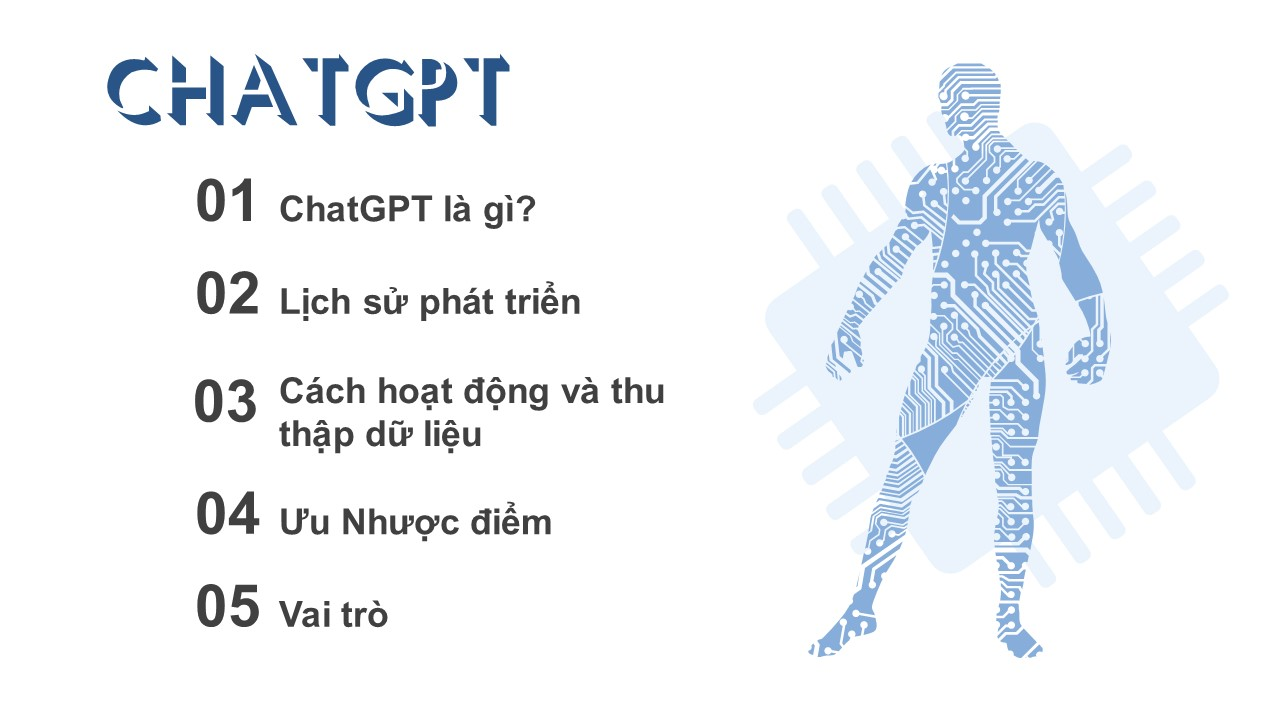 CHATGPT
01 ChatGPT là gì?
02 Lịch sử phát triển
03 Cách hoạt động và thu
thập dữ liệu
04 Ưu Nhược điểm
05 Vai trò